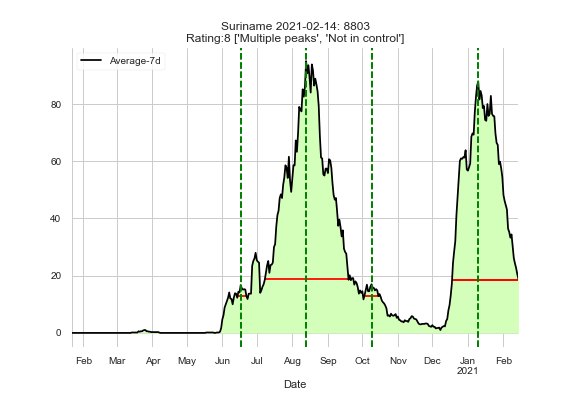 Suriname 2021-02-14: 8803
Rating:8 ['Multiple peaks', 'Not in control']
Average-7d
80
60
40
20
0
Feb Mar Apr May Jun Jul Aug Sep Oct Nov Dec Jan Feb
2021
Date